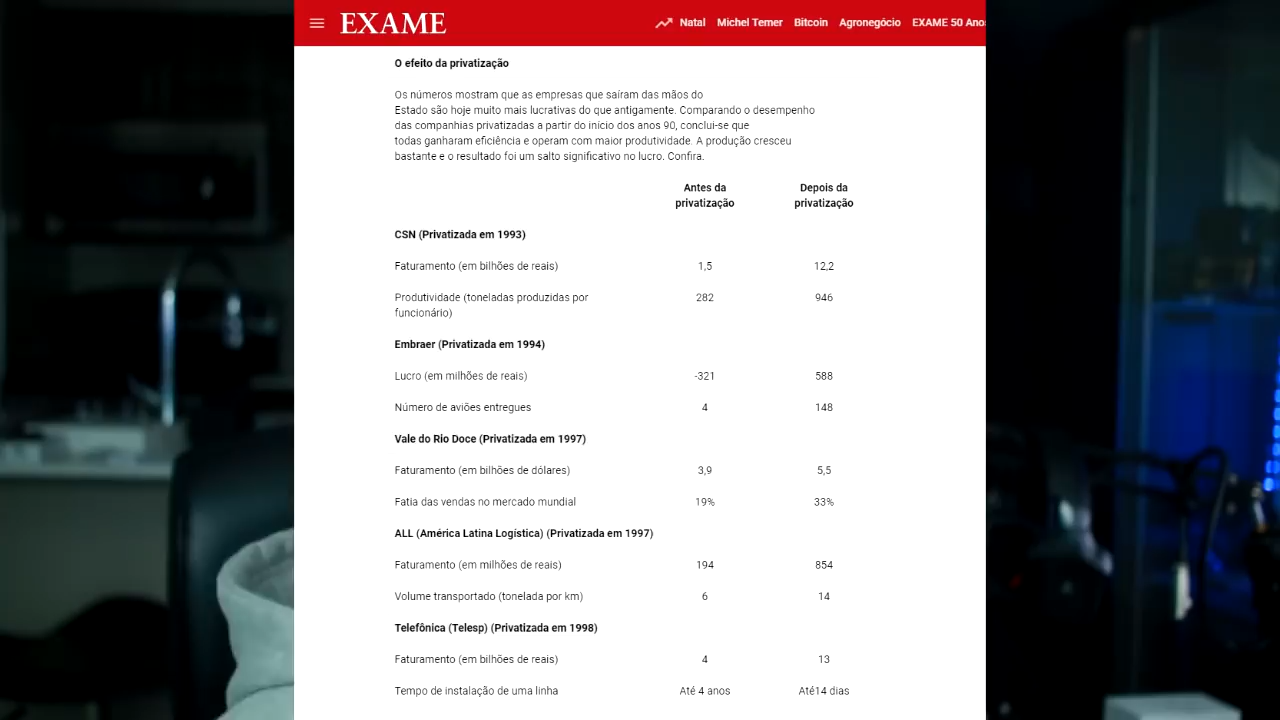 EXAME
Natal Michel Temer Bitcoin Agronegócio EXAME 50 Anos
O efeito da privatização
Os números mostram que as empresas que saíram das mãos do
Estado são hoje muito mais lucrativas do que antigamente. Comparando o desempenho
das companhias privatizadas a partir do início dos anos 90, conclui-se que
todas ganharam eficiência e operam com maior produtividade. A produção cresceu
bastante e o resultado foi um salto significativo no lucro. Confira.
Antes da Depois da
privatização privatização
CSN (Privatizada em 1993)
Faturamento (em bilhões de reais) 1,5 12,2
Produtividade (toneladas produzidas por 282 946
funcionário)
Embraer (Privatizada em 1994)
Lucro (em milhões de reais) -321 588
Número de aviões entregues 4 148
Vale do Rio Doce (Privatizada em 1997)
Faturamento (em bilhões de dólares) 3,9 5,5
Fatia das vendas no mercado mundial 19% 33%
ALL (América Latina Logística) (Privatizada em 1997)
Faturamento (em milhões de reais) 194 854
Volume transportado (tonelada por km) 6 14
Telefônica (Telesp) (Privatizada em 1998)
Faturamento (em bilhões de reais) 4 13
Tempo de instalação de uma linha Até 4 anos Até14 dias